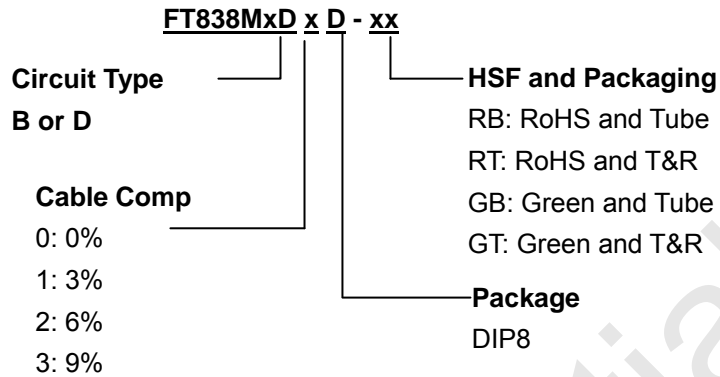 FT838MxD x D - xx
Circuit Type
B or D
Cable Comp
0: 0%
1: 3%
2: 6%
3: 9%
HSF and Packaging
RB: RoHS and Tube
RT: RoHS and T&R
GB: Green and Tube
GT: Green and T&R
Package
DIP8